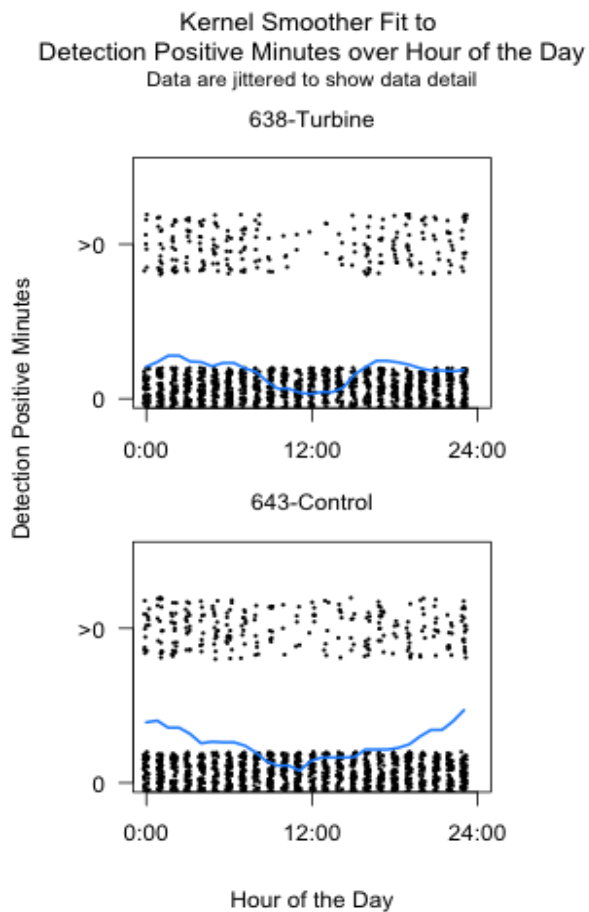 Kernel Smoother Fit to
Detection Positive Minutes over Hour of the Day
Data are jittered to show data detail
638-Turbine
>0
0
0:00 12:00 24:00
Detection Positive Minutes
643-Control
>0
0
0:00 12:00 24:00
Hour of the Day